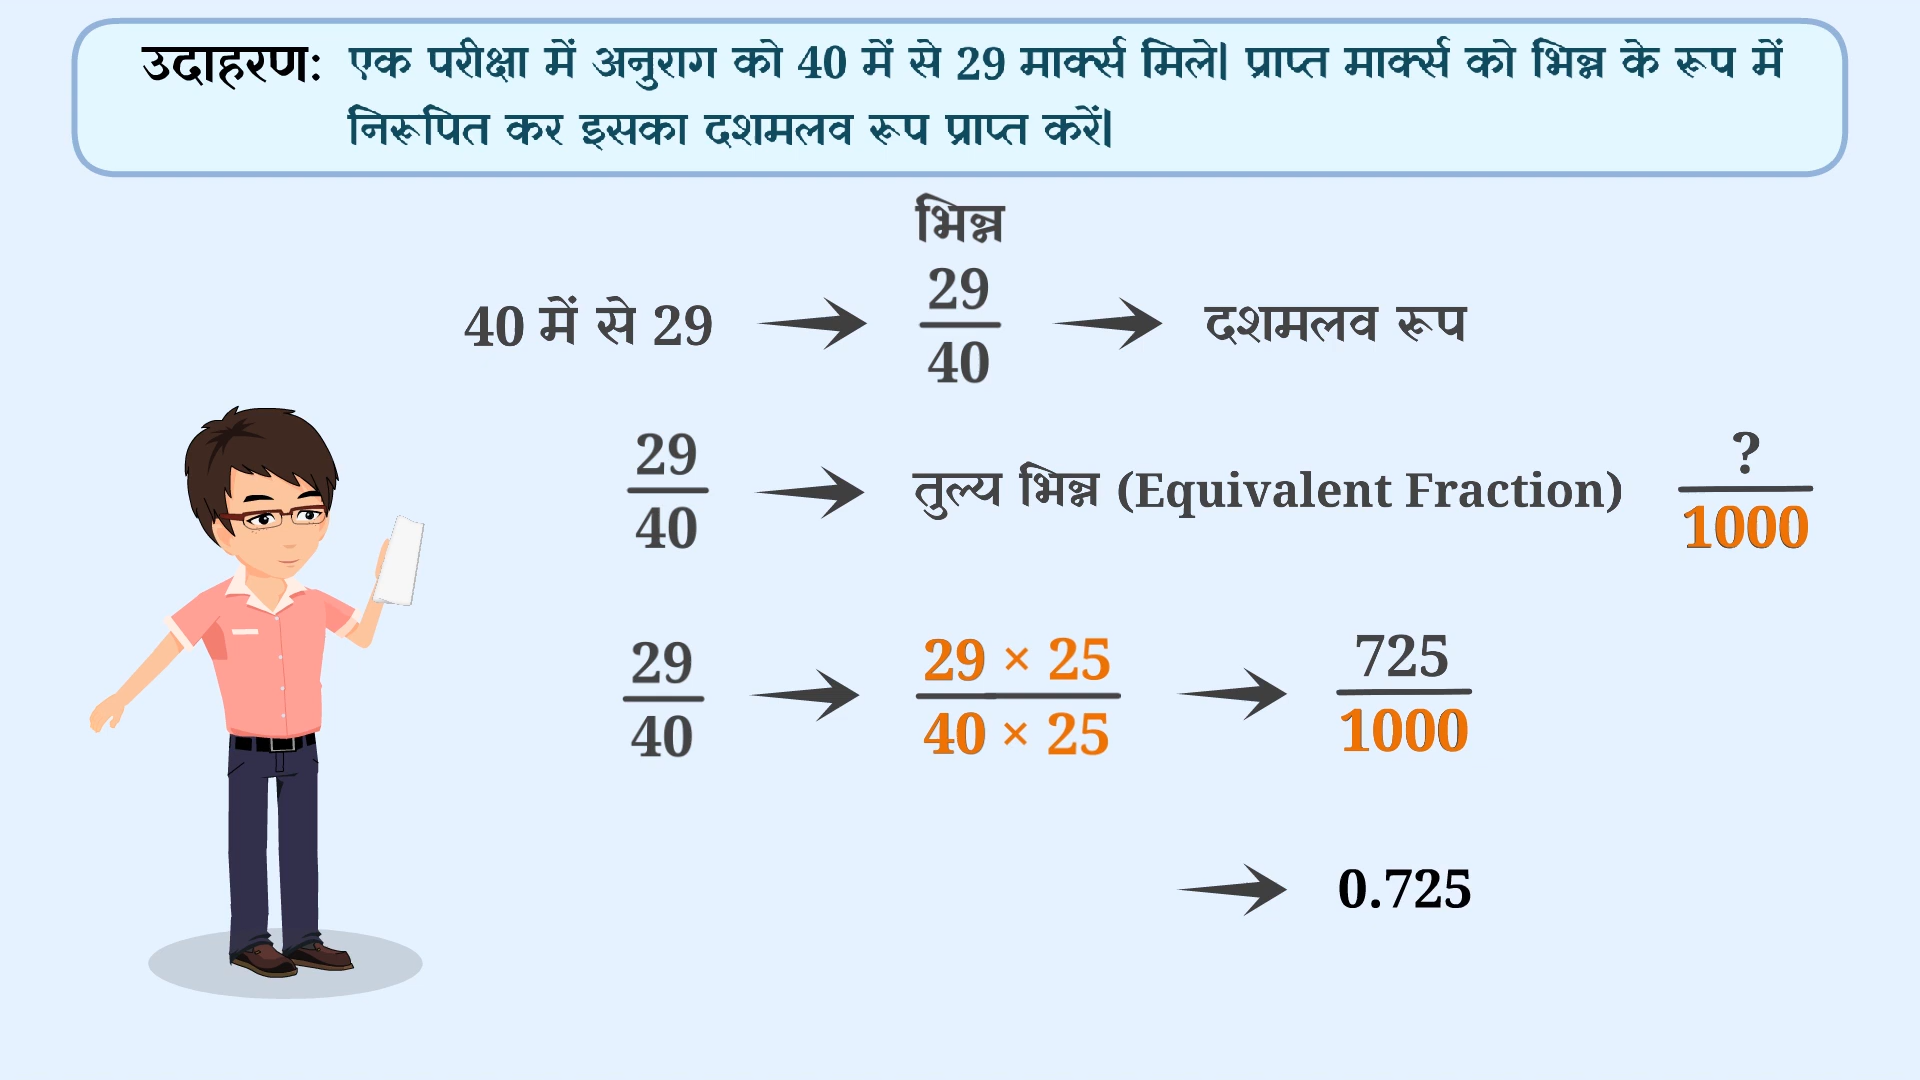 उदाहरण: एक परीक्षा में अनुराग को 40 में से 29 मार्क्स मिले| प्राप्त मार्क्स को भिन्न के रूप में
निरूपित कर इसका दशमलव रूप प्राप्त करें|
भिन्न
40 में से 29 → 29/40 → दशमलव रूप
29/40 → तुल्य भिन्न (Equivalent Fraction) ?/1000
29/40 → 29 × 25/40 × 25 → 725/1000
→ 0.725